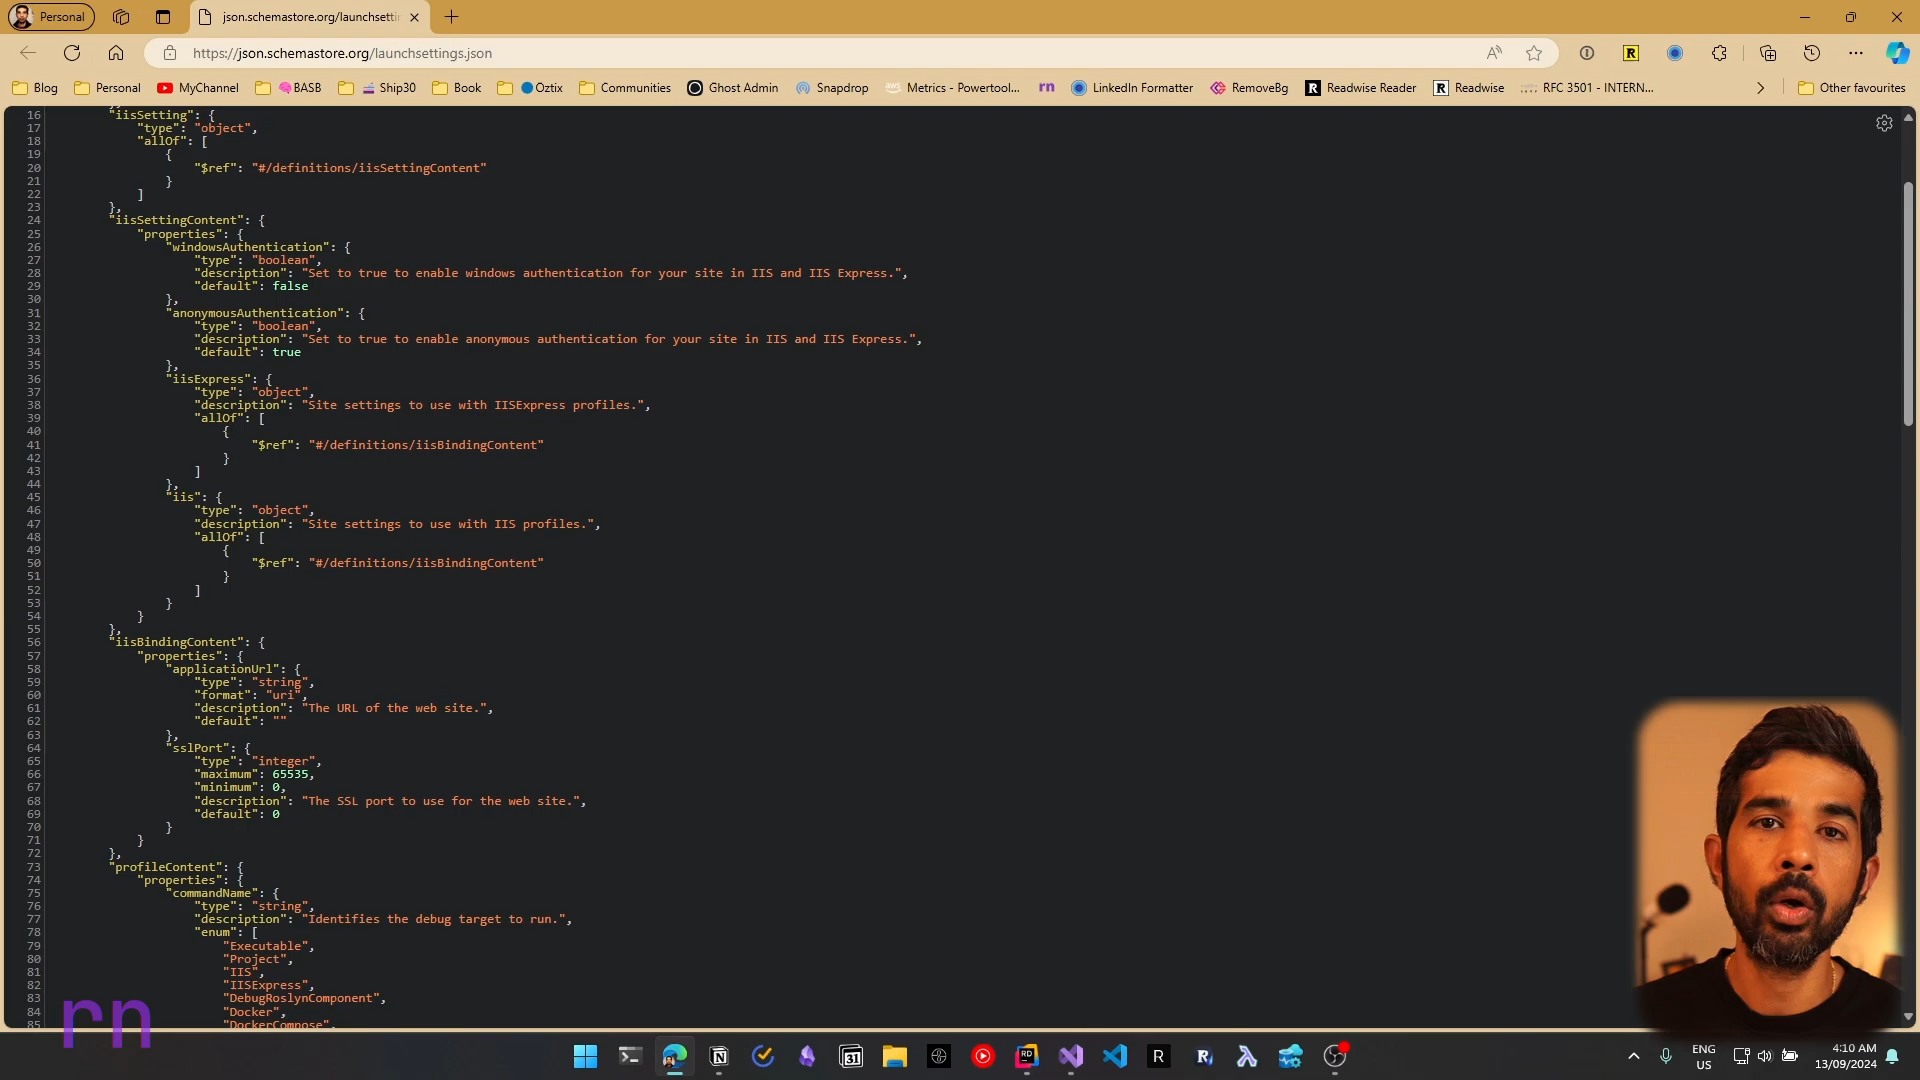 Personal
json.schemastore.org/launchsetti
https://json.schemastore.org/launchsettings.json
Blog
Personal
MyChannel
BASB
Ship30
Book
Oztix
Communities
Ghost Admin
Snapdrop
Metrics - Powertool...
rn
LinkedIn Formatter
RemoveBg
Readwise Reader
Readwise
RFC 3501 - INTERN...
Other favourites
16 "iisSetting": {
17 "type": "object",
18 "allOf": [
19 {
20 "$ref": "#/definitions/iisSettingContent"
21 }
22 ]
23 },
24 "iisSettingContent": {
25 "properties": {
26 "windowsAuthentication": {
27 "type": "boolean",
28 "description": "Set to true to enable windows authentication for your site in IIS and IIS Express.",
29 "default": false
30 },
31 "anonymousAuthentication": {
32 "type": "boolean",
33 "description": "Set to true to enable anonymous authentication for your site in IIS and IIS Express.",
34 "default": true
35 },
36 "iisExpress": {
37 "type": "object",
38 "description": "Site settings to use with IISExpress profiles.",
39 "allOf": [
40 {
41 "$ref": "#/definitions/iisBindingContent"
42 }
43 ]
44 },
45 "iis": {
46 "type": "object",
47 "description": "Site settings to use with IIS profiles.",
48 "allOf": [
49 {
50 "$ref": "#/definitions/iisBindingContent"
51 }
52 ]
53 }
54 }
55 },
56 "iisBindingContent": {
57 "properties": {
58 "applicationUrl": {
59 "type": "string",
60 "format": "uri",
61 "description": "The URL of the web site.",
62 "default": ""
63 },
64 "sslPort": {
65 "type": "integer",
66 "maximum": 65535,
67 "minimum": 0,
68 "description": "The SSL port to use for the web site.",
69 "default": 0
70 }
71 }
72 },
73 "profileContent": {
74 "properties": {
75 "commandName": {
76 "type": "string",
77 "description": "Identifies the debug target to run.",
78 "enum": [
79 "Executable",
80 "Project",
81 "IIS",
82 "IISExpress",
83 "DebugRoslynComponent",
84 "Docker",
85 "DockerCompose",
rn
ENG
US
4:10 AM
13/09/2024